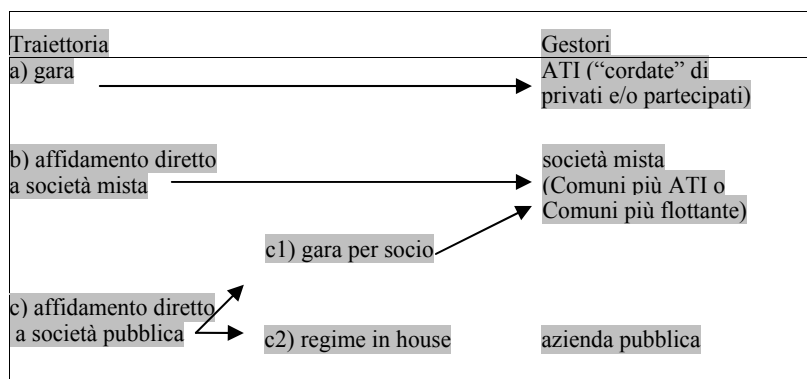 Traiettoria
Gestori
a) gara
ATI (“cordate” di
privati e/o partecipati)
b) affidamento diretto
a società mista
società mista
(Comuni più ATI o
Comuni più flottante)
c1) gara per socio
c) affidamento diretto
a società pubblica
c2) regime in house
azienda pubblica